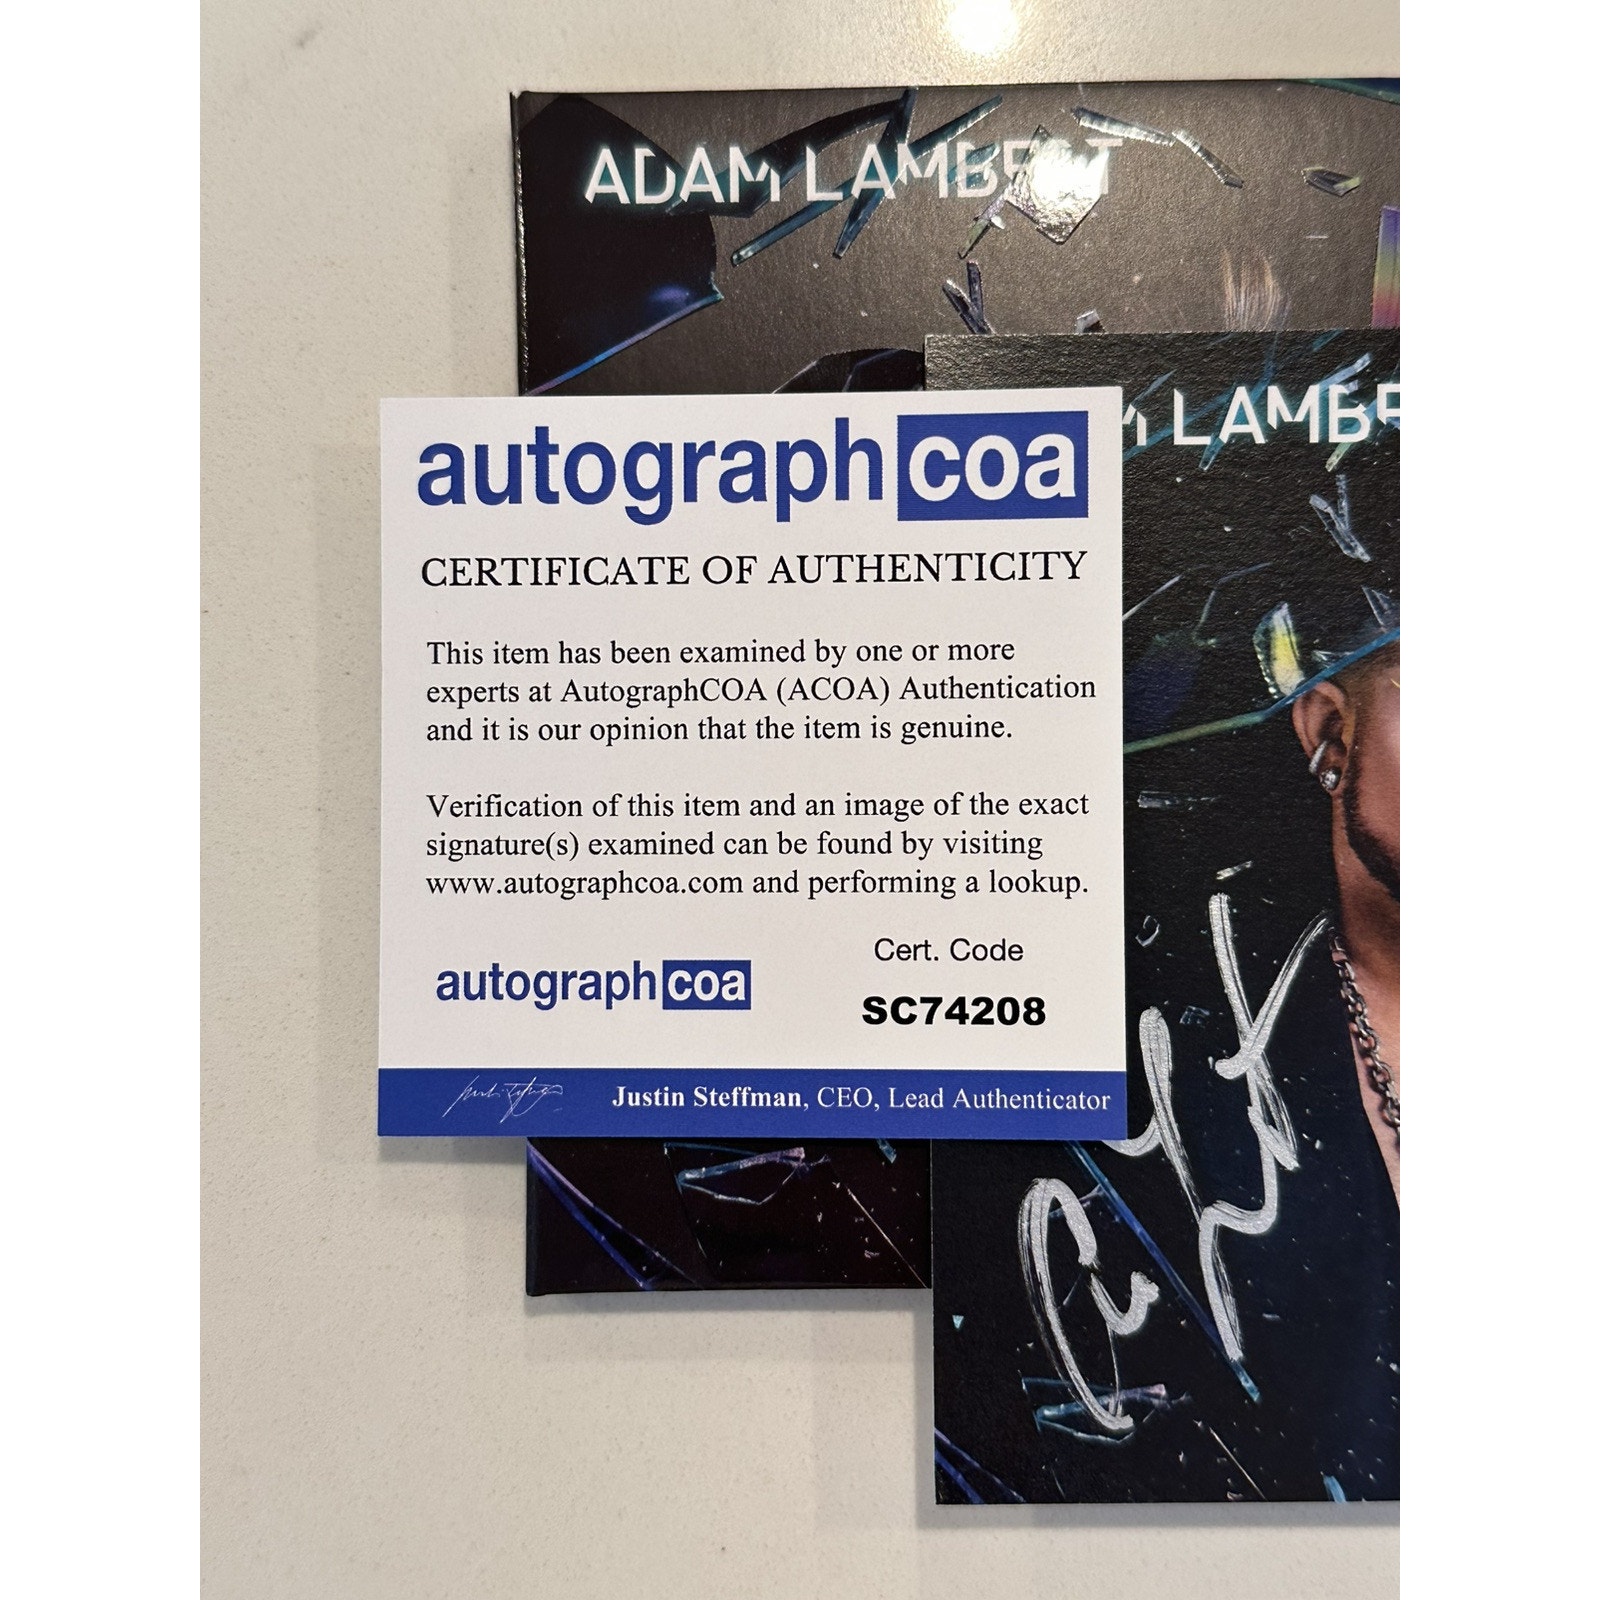 ADAM LAMBERT
LAMBE
autographcoa
CERTIFICATE OF AUTHENTICITY
This item has been examined by one or more
experts at AutographCOA (ACOA) Authentication
and it is our opinion that the item is genuine.
Verification of this item and an image of the exact
signature(s) examined can be found by visiting
www.autographcoa.com and performing a lookup.
Cert. Code
autographcoa
SC74208
Justin Steffman, CEO, Lead Authenticator